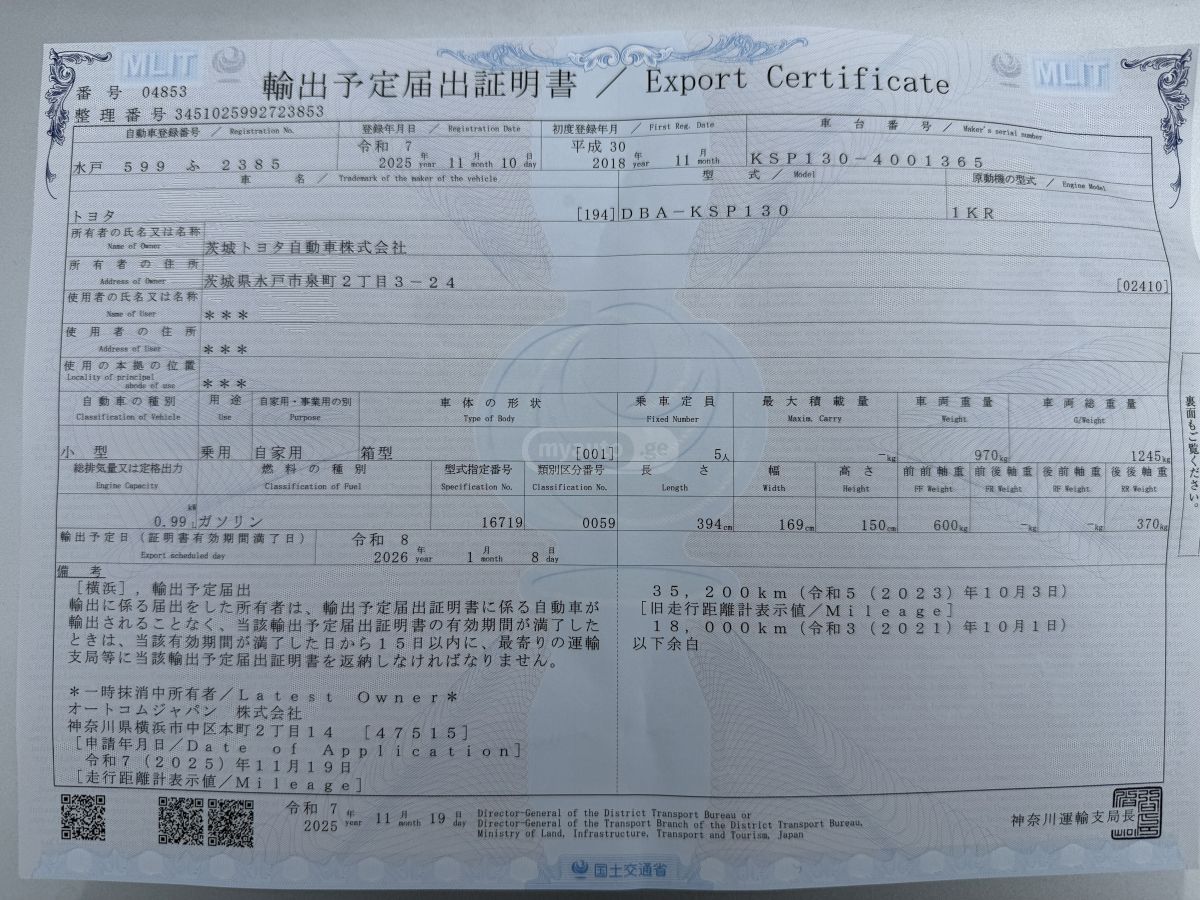 MLIT
MLIT
番 号 04853
輸出予定届出証明書 / Export Certificate
整理番号 3451025992723853
自動車登録番号 / Registration No.
登録年月日 / Registration Date
初度登録年月 / First Reg. Date
車 台 番 号 / Maker's serial number
水戸 599 ふ 2385
令和 7
2025 年 year 11 月 month 10 日 day
平成 30
2018 年 year 11 月 month
KSP130-4001365
車 名 / Trademark of the maker of the vehicle
型 式 / Model
原動機の型式 / Engine Model
トヨタ [194]
DBA-KSP130
1KR
所有者の氏名又は名称
Name of Owner
茨城トヨタ自動車株式会社
所有者の住所
Address of Owner
茨城県水戸市泉町2丁目3-24 [02410]
使用者の氏名又は名称
Name of User
***
使用者の住所
Address of User
***
使用の本拠の位置
Locality of principal abode of use
***
自動車の種別
Classification of Vehicle
用途
Use
自家用・事業用の別
Purpose
車体の形状
Type of Body
乗車定員
Fixed Number
最大積載量
Maxim. Carry
車両重量
Weight
車両総重量
G/Weight
小 型
乗用
自家用
箱型 [001]
5人
-kg
970kg
1245kg
myauto.ge
総排気量又は定格出力
Engine Capacity
燃料の種別
Classification of Fuel
型式指定番号
Specification No.
類別区分番号
Classification No.
長 さ
Length
幅
Width
高さ
Height
前前軸重
FF Weight
前後軸重
FR Weight
後前軸重
RF Weight
後後軸重
RR Weight
kW
0.99 L
ガソリン
16719
0059
394cm
169cm
150cm
600kg
-kg
-kg
370kg
輸出予定日(証明書有効期間満了日)
Export scheduled day
令和 8
2026 年 year 1 月 month 8 日 day
備 考
[横浜],輸出予定届出
輸出に係る届出をした所有者は、輸出予定届出証明書に係る自動車が
輸出されることなく、当該輸出予定届出証明書の有効期間が満了した
ときは、当該有効期間が満了した日から15日以内に、最寄りの運輸
支局等に当該輸出予定届出証明書を返納しなければなりません。
*一時抹消中所有者/Latest Owner*
オートコムジャパン 株式会社
神奈川県横浜市中区本町2丁目14 [47515]
[申請年月日/Date of Application]
令和7(2025)年11月19日
[走行距離計表示値/Mileage]
35,200km(令和5(2023)年10月3日)
[旧走行距離計表示値/Mileage]
18,000km(令和3(2021)年10月1日)
以下余白
裏面もご覧ください。
令和 7
2025 年 year 11 月 month 19 日 day
Director-General of the District Transport Bureau or
Director-General of the Transport Branch of the District Transport Bureau,
Ministry of Land, Infrastructure, Transport and Tourism, Japan
神奈川運輸支局長
国土交通省